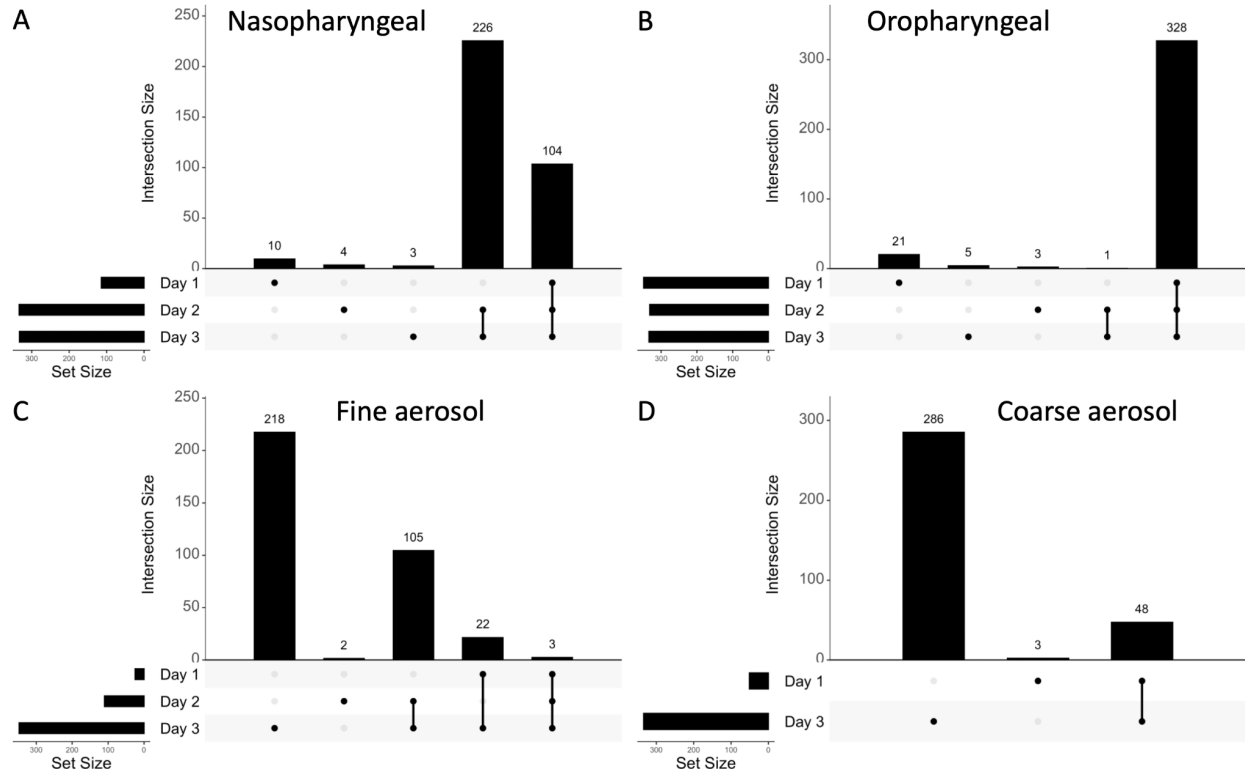 A
Nasopharyngeal
250
200
150
100
50
0
Intersection Size
10
4
3
226
104
Day 1
Day 2
Day 3
300 200 100 0
Set Size
B
Oropharyngeal
300
200
100
0
Intersection Size
21
5
3
1
328
Day 1
Day 2
Day 3
300 200 100 0
Set Size
C
Fine aerosol
250
200
150
100
50
0
Intersection Size
218
2
105
22
3
Day 1
Day 2
Day 3
300 200 100 0
Set Size
D
Coarse aerosol
300
200
100
0
Intersection Size
286
3
48
Day 1
Day 3
300 200 100 0
Set Size